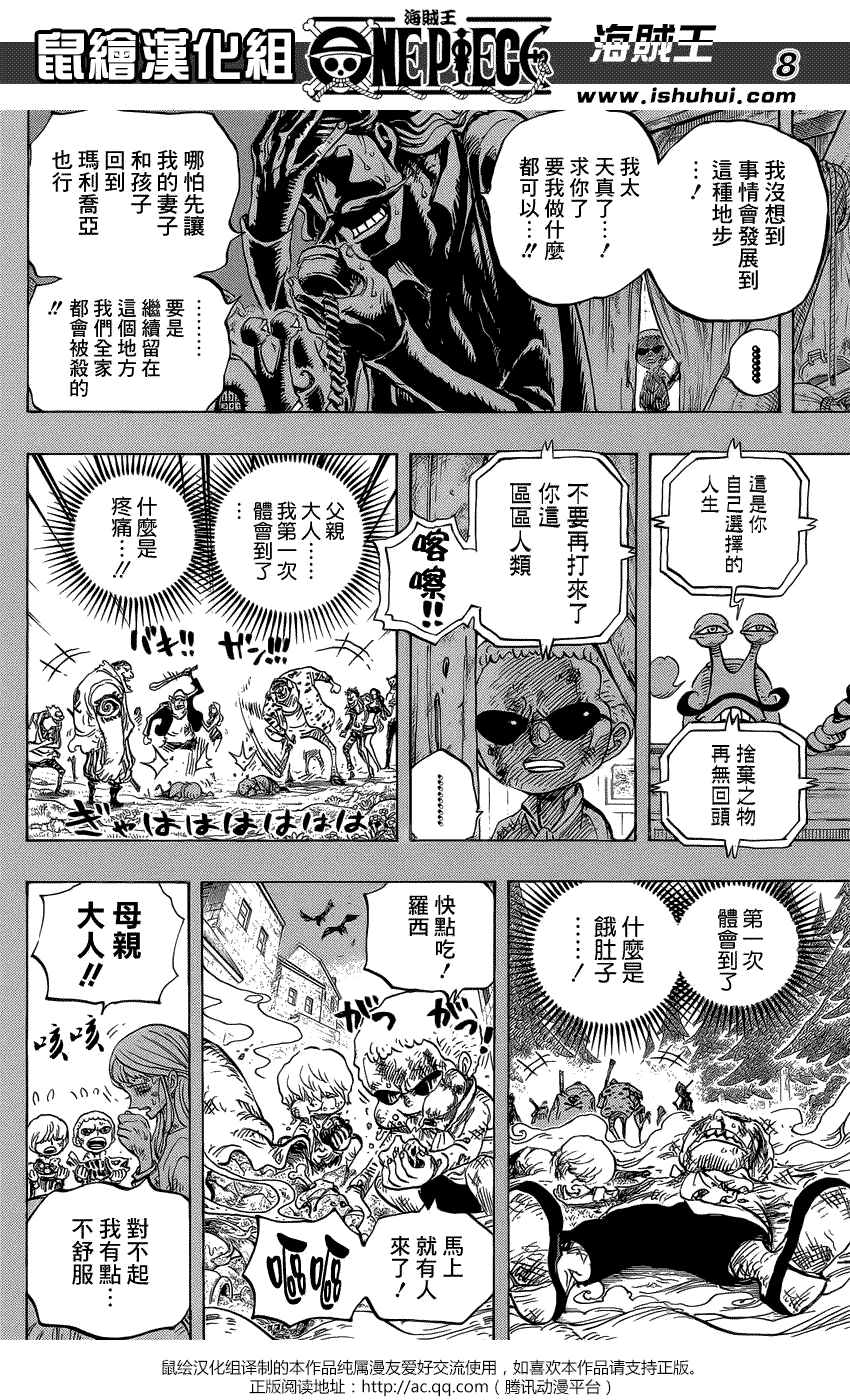 鼠繪漢化組
海賊王
ONE PIECE
海賊王
8
www.ishuhui.com
我沒想到
事情會發展到
這種地步
…!
我太
天真了…!
求你了
要我做什麼
都可以…!!
哪怕先讓
我的妻子
和孩子
回到
瑪利喬亞
也行
………
要是
繼續留在
這個地方
我們全家
都會被殺的
!!
………
這是你
自己選擇的
人生
捨棄之物
再無回頭
不要再打來了
你這
區區人類
喀嚓!!
………
父親
大人……
我第一次
體會到了
…
什麼是
疼痛…!!
バキ!!
ガン!!!
ぎゃはははははは
第一次
體會到了
什麼是
餓肚子
……!
快點吃!
羅西
がつ
がつ!
馬上
就有人
來了!
嗝嗝
母親
大人!!
咳咳
對不起
我有點
不舒服…
鼠绘汉化组译制的本作品纯属漫友爱好交流使用，如喜欢本作品请支持正版。
正版阅读地址：http://ac.qq.com（腾讯动漫平台）